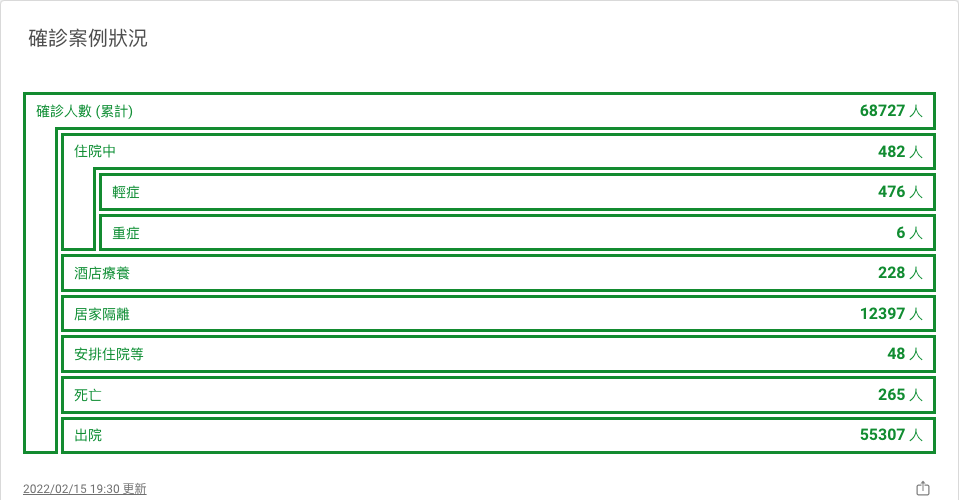 確診案例狀況
確診人數 (累計) 68727 人
住院中 482 人
輕症 476 人
重症 6 人
酒店療養 228 人
居家隔離 12397 人
安排住院等 48 人
死亡 265 人
出院 55307 人
2022/02/15 19:30 更新